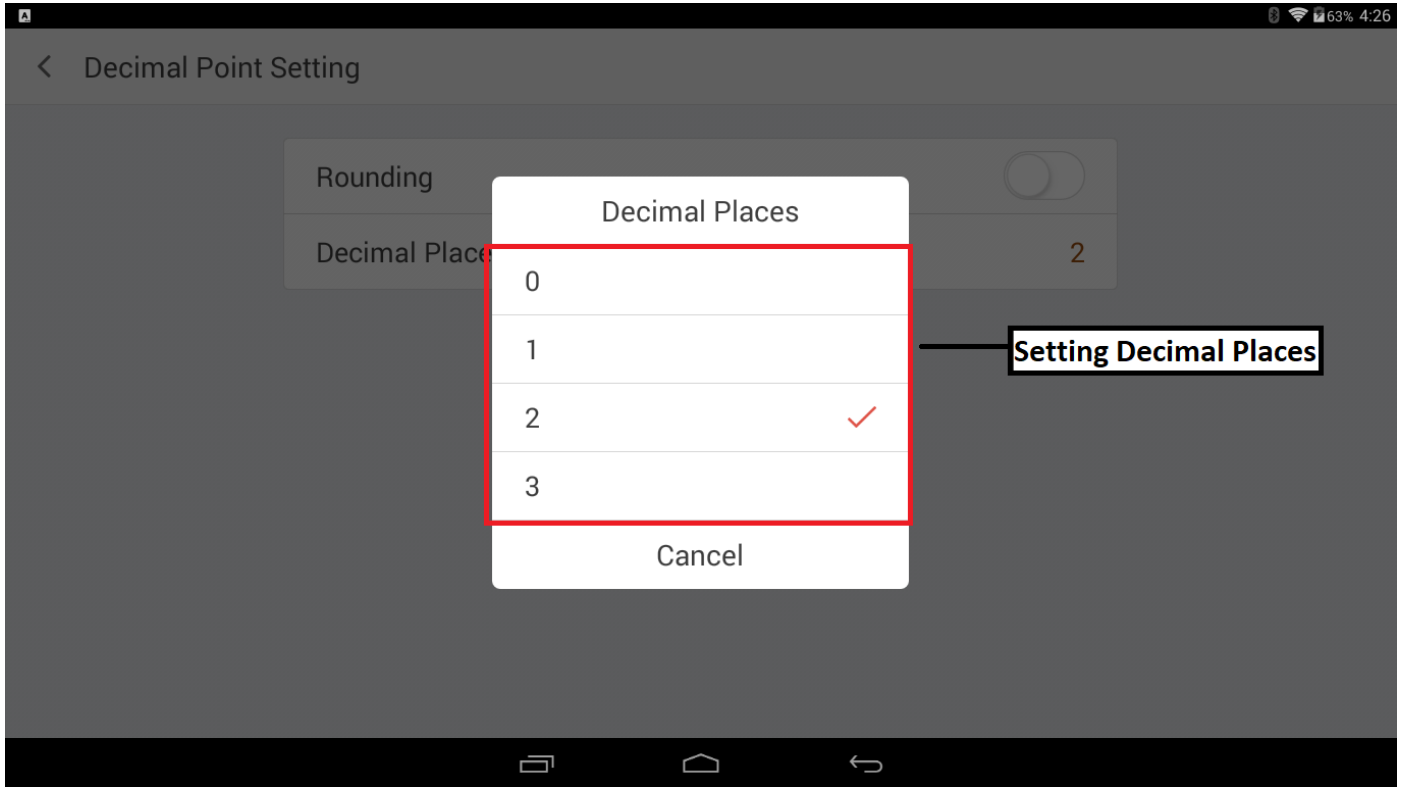 63% 4:26
Decimal Point Setting
Rounding
Decimal Place
2
Decimal Places
0
1
2
3
Cancel
Setting Decimal Places